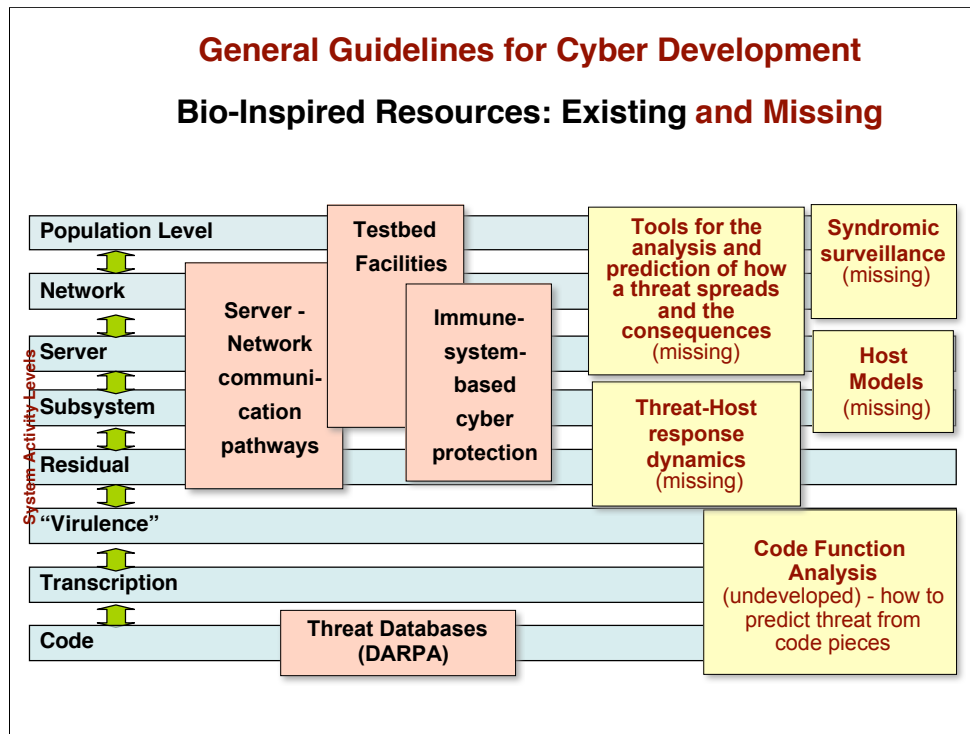 General Guidelines for Cyber Development
Bio-Inspired Resources: Existing and Missing
System Activity Levels
Population Level
Network
Server
Subsystem
Residual
“Virulence”
Transcription
Code
Server -
Network
communi-
cation
pathways
Testbed
Facilities
Immune-
system-
based
cyber
protection
Threat Databases
(DARPA)
Tools for the
analysis and
prediction of how
a threat spreads
and the
consequences
(missing)
Syndromic
surveillance
(missing)
Host
Models
(missing)
Threat-Host
response
dynamics
(missing)
Code Function
Analysis
(undeveloped) - how to
predict threat from
code pieces